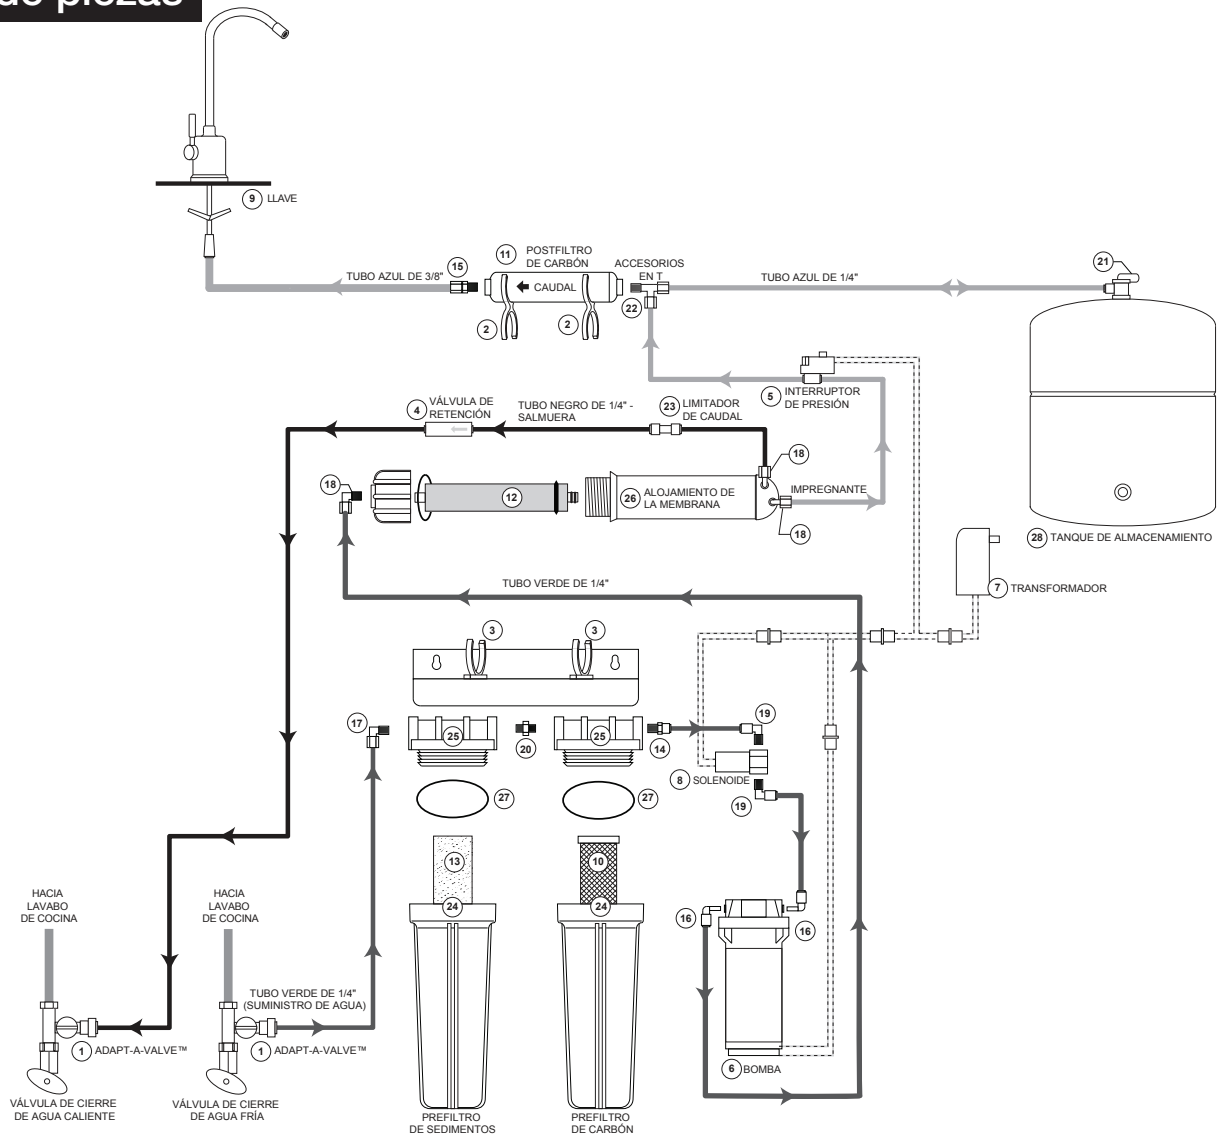 de piezas
9 LLAVE
11 POSTFILTRO
DE CARBÓN
CAUDAL
15
TUBO AZUL DE 3/8"
ACCESORIOS
EN T
22
2
2
TUBO AZUL DE 1/4"
21
5 INTERRUPTOR
DE PRESIÓN
4 VÁLVULA DE
RETENCIÓN
TUBO NEGRO DE 1/4" -
SALMUERA
23 LIMITADOR
DE CAUDAL
18
18
12
26 ALOJAMIENTO DE
LA MEMBRANA
IMPREGNANTE
18
28 TANQUE DE ALMACENAMIENTO
TUBO VERDE DE 1/4"
7 TRANSFORMADOR
3
3
17
25
20
25
14
19
8 SOLENOIDE
19
27
27
13
10
24
24
16
16
HACIA
LAVABO
DE COCINA
HACIA
LAVABO
DE COCINA
TUBO VERDE DE 1/4"
(SUMINISTRO DE AGUA)
1 ADAPT-A-VALVE™
1 ADAPT-A-VALVE™
6 BOMBA
VÁLVULA DE CIERRE
DE AGUA CALIENTE
VÁLVULA DE CIERRE
DE AGUA FRÍA
PREFILTRO
DE SEDIMENTOS
PREFILTRO
DE CARBÓN